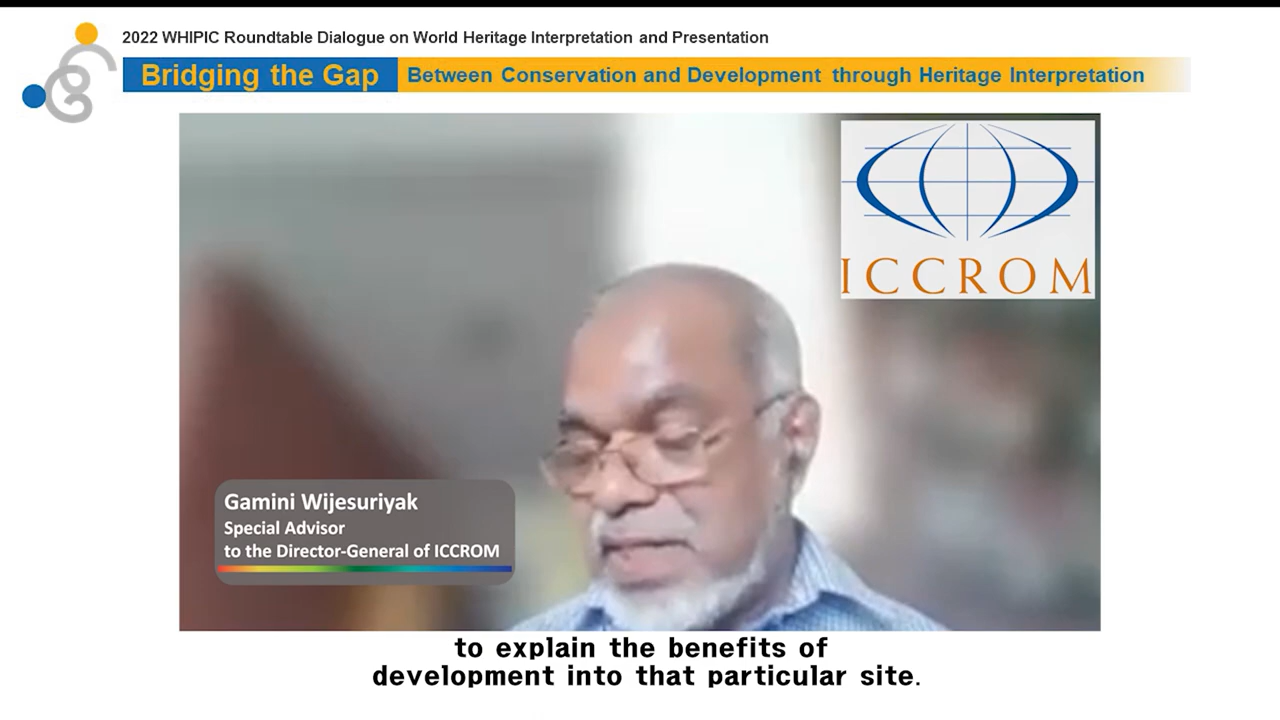 2022 WHIPIC Roundtable Dialogue on World Heritage Interpretation and Presentation
Bridging the Gap Between Conservation and Development through Heritage Interpretation
ICCROM
Gamini Wijesuriyak
Special Advisor
to the Director-General of ICCROM
to explain the benefits of
development into that particular site.